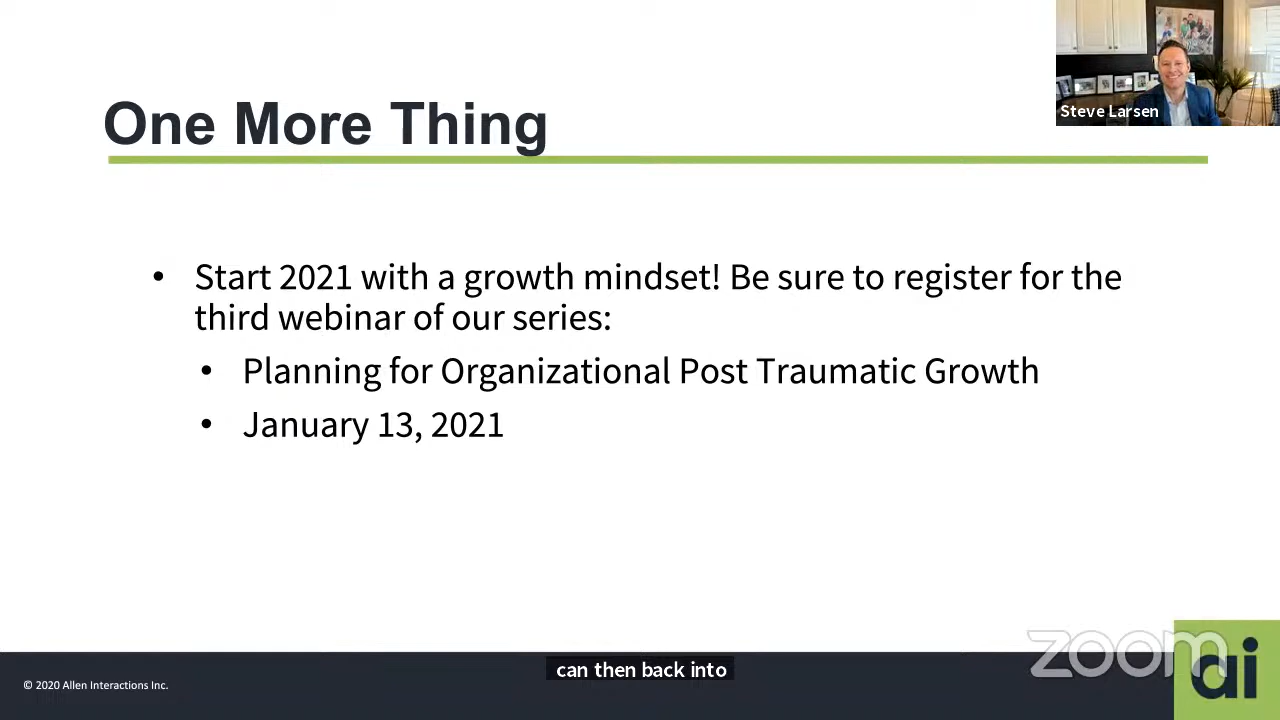 Steve Larsen
One More Thing
• Start 2021 with a growth mindset! Be sure to register for the
third webinar of our series:
• Planning for Organizational Post Traumatic Growth
• January 13, 2021
zoom
ai
can then back into
© 2020 Allen Interactions Inc.